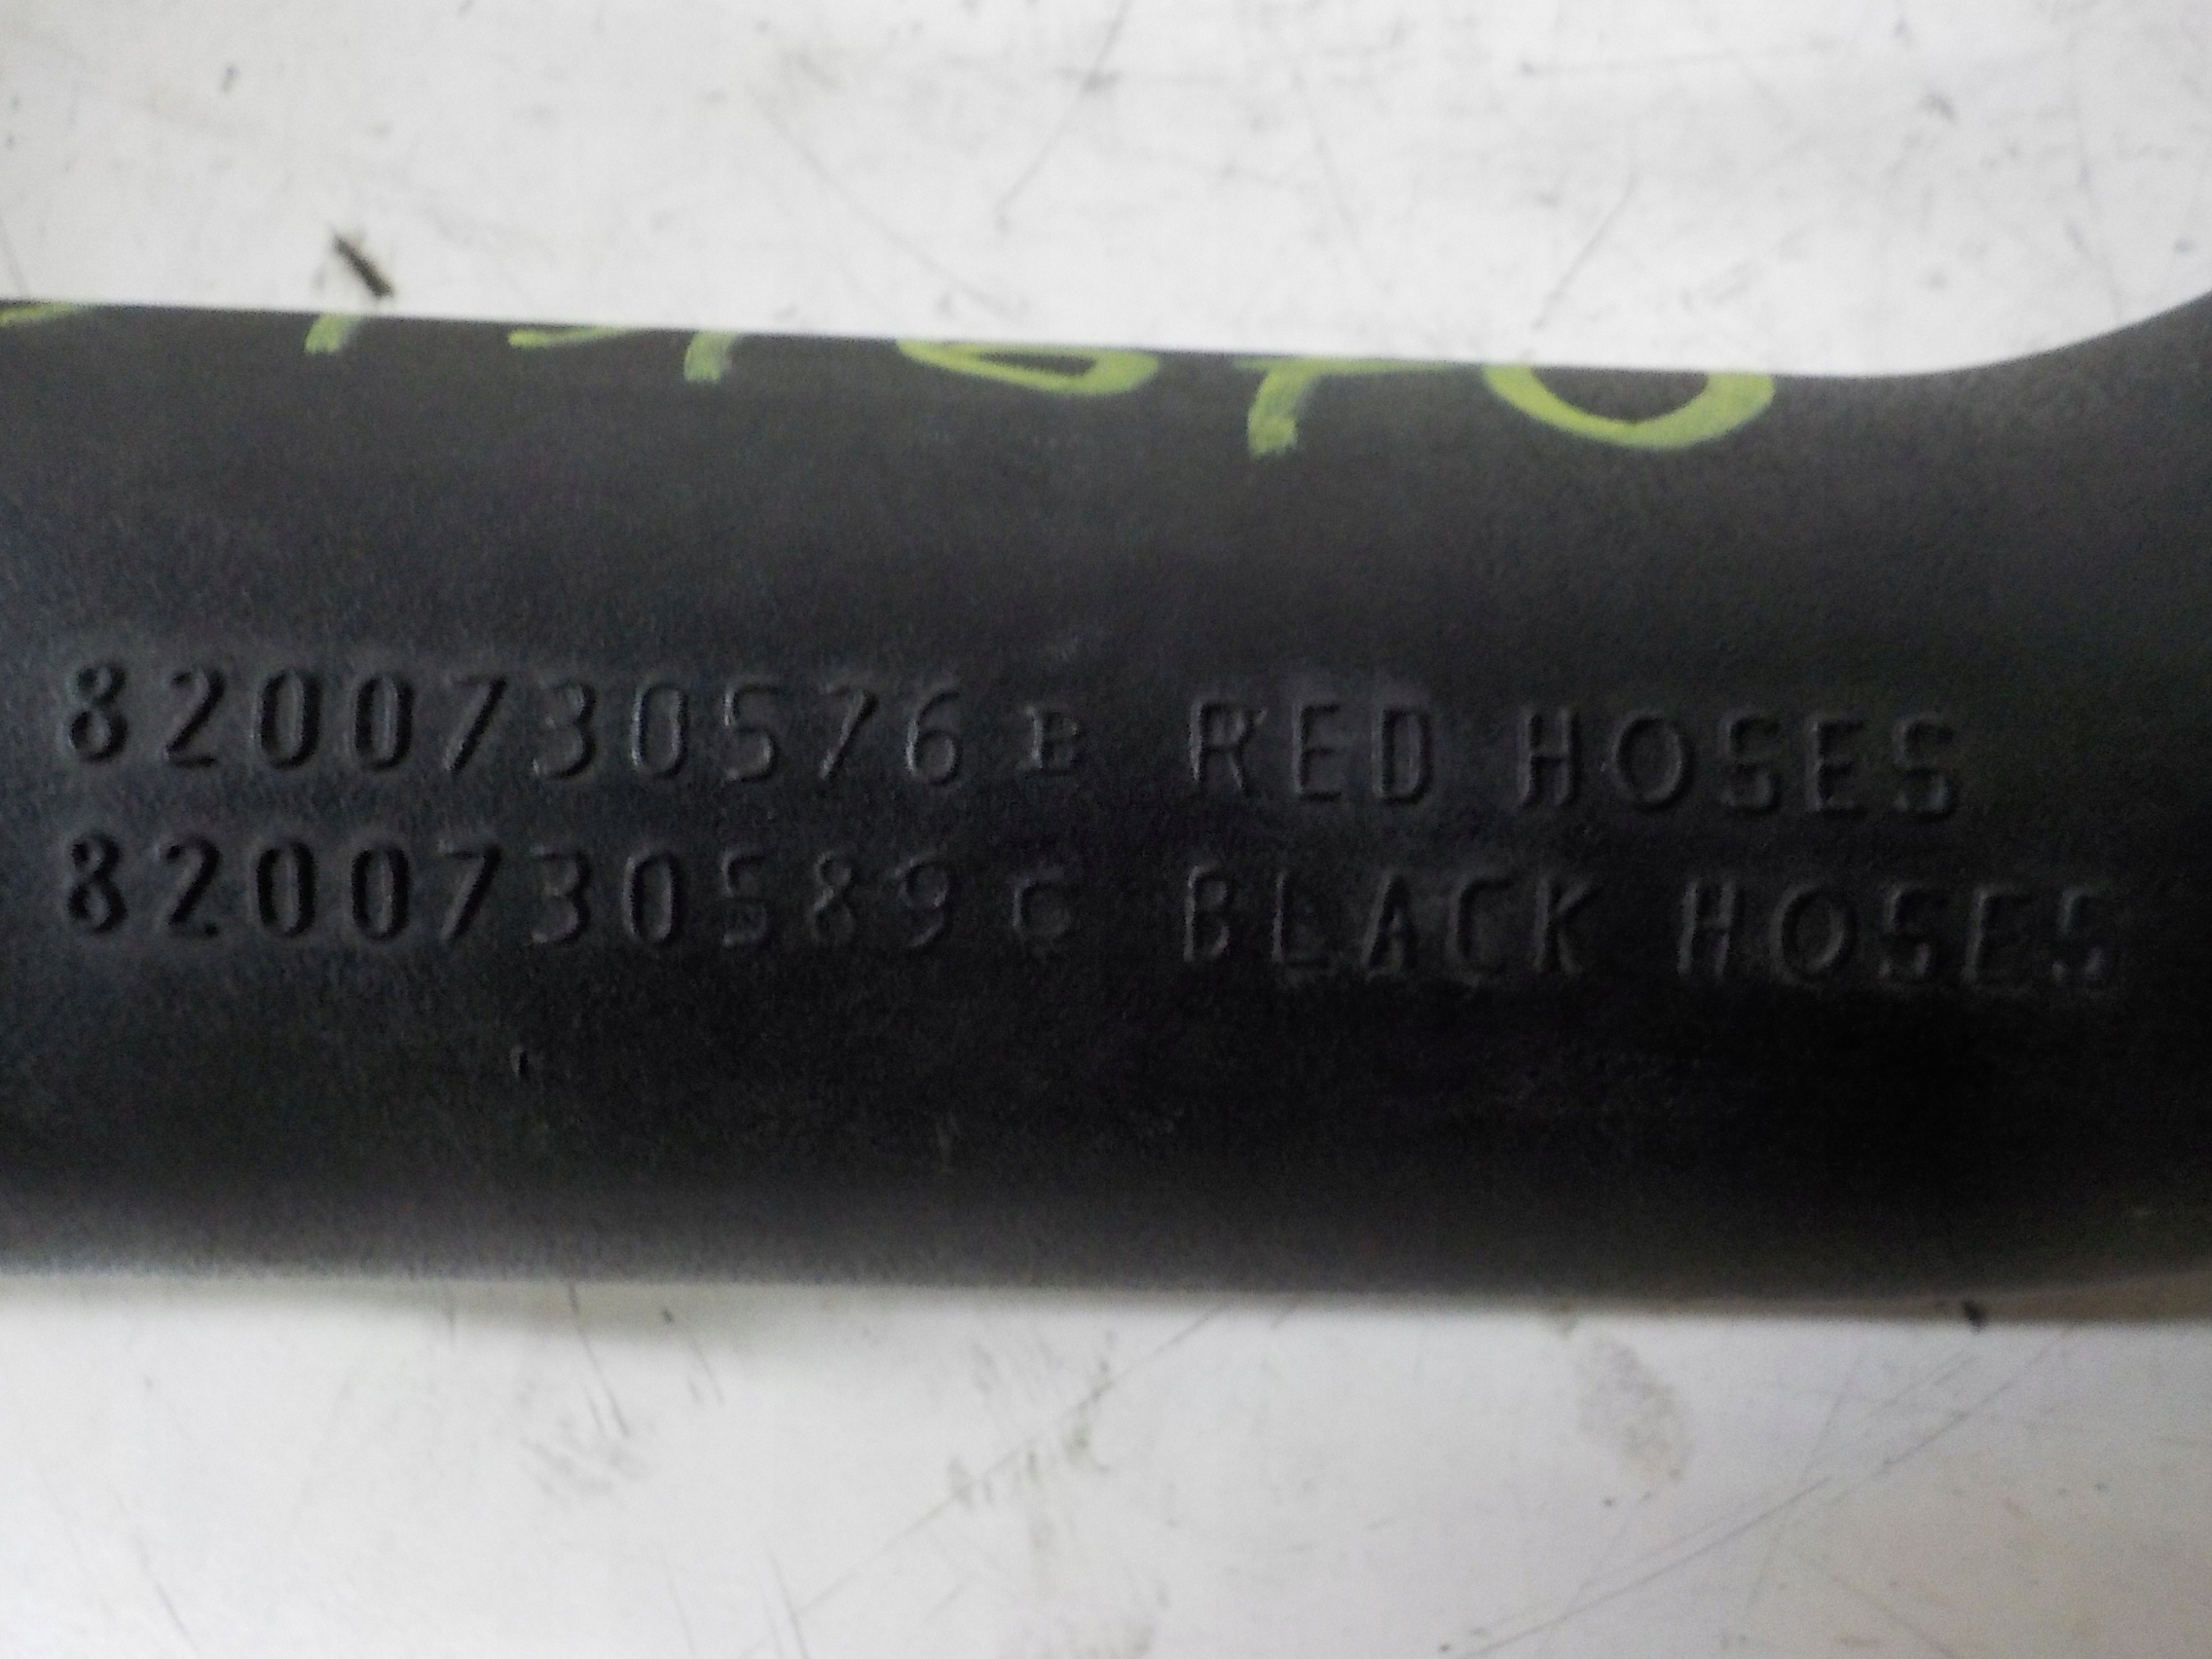 8200730576 B RED HOSES
8200730589 C BLACK HOSES